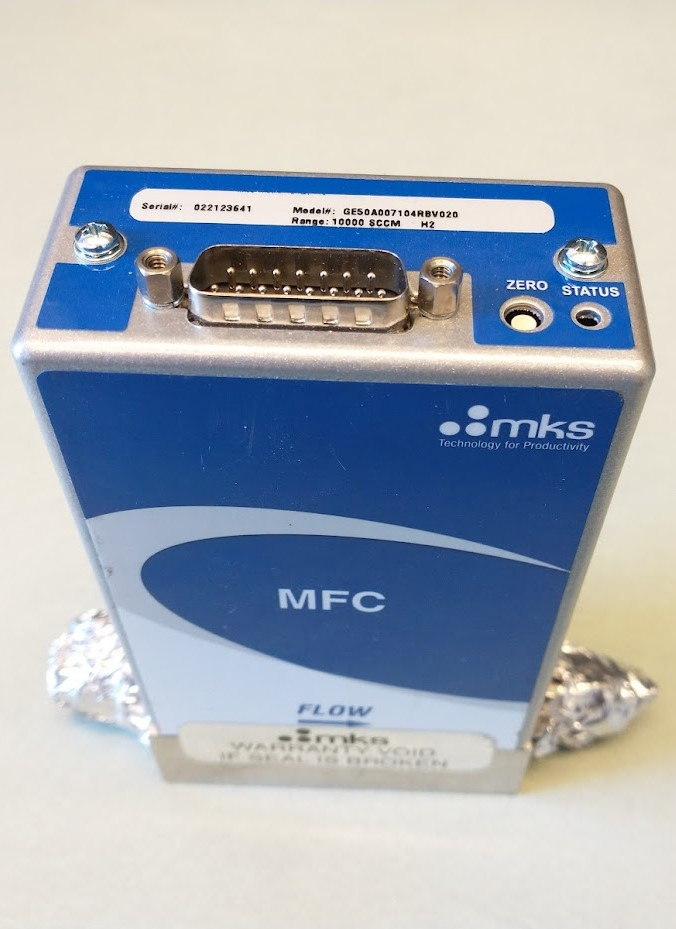 Serial#: 022123641 Model#: GE50A007104RBV020
Range: 10000 SCCM H2
ZERO STATUS
mks
Technology for Productivity
MFC
FLOW
mks
WARRANTY VOID
IF SEAL IS BROKEN